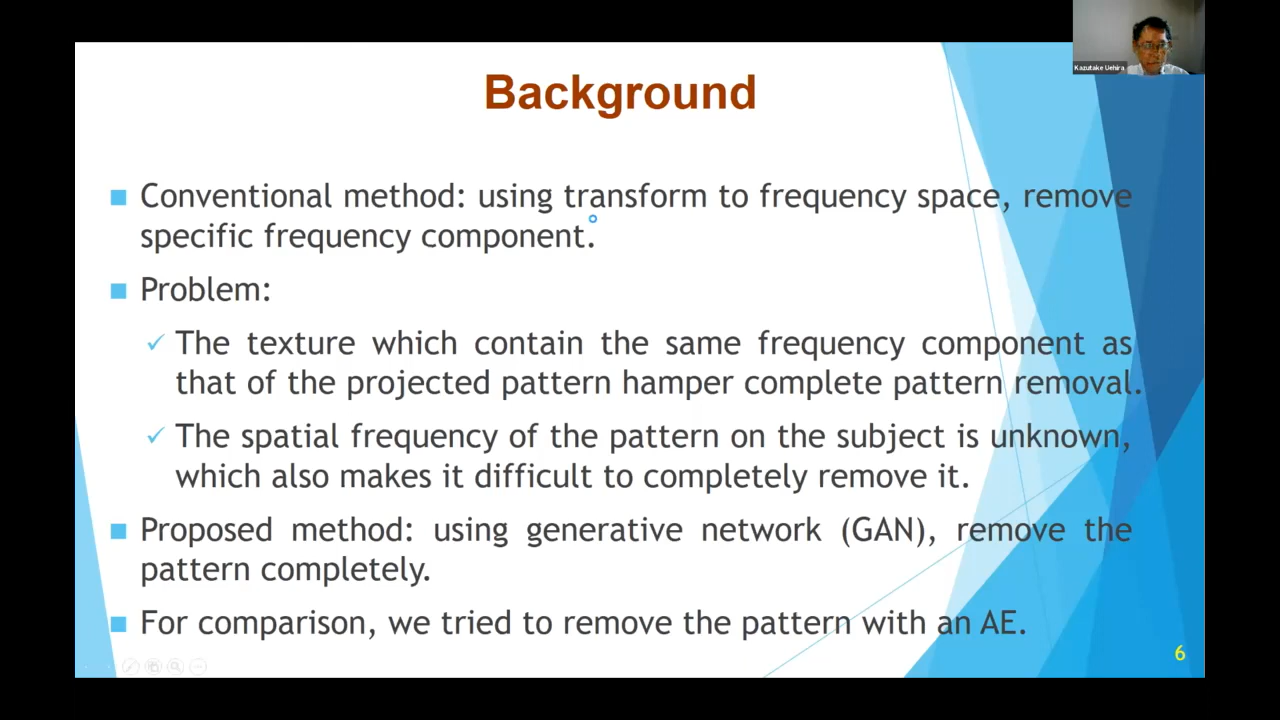 Kazutake Uehira
Background
Conventional method: using transform to frequency space, remove
specific frequency component.
Problem:
The texture which contain the same frequency component as
that of the projected pattern hamper complete pattern removal.
The spatial frequency of the pattern on the subject is unknown,
which also makes it difficult to completely remove it.
Proposed method: using generative network (GAN), remove the
pattern completely.
For comparison, we tried to remove the pattern with an AE.
6